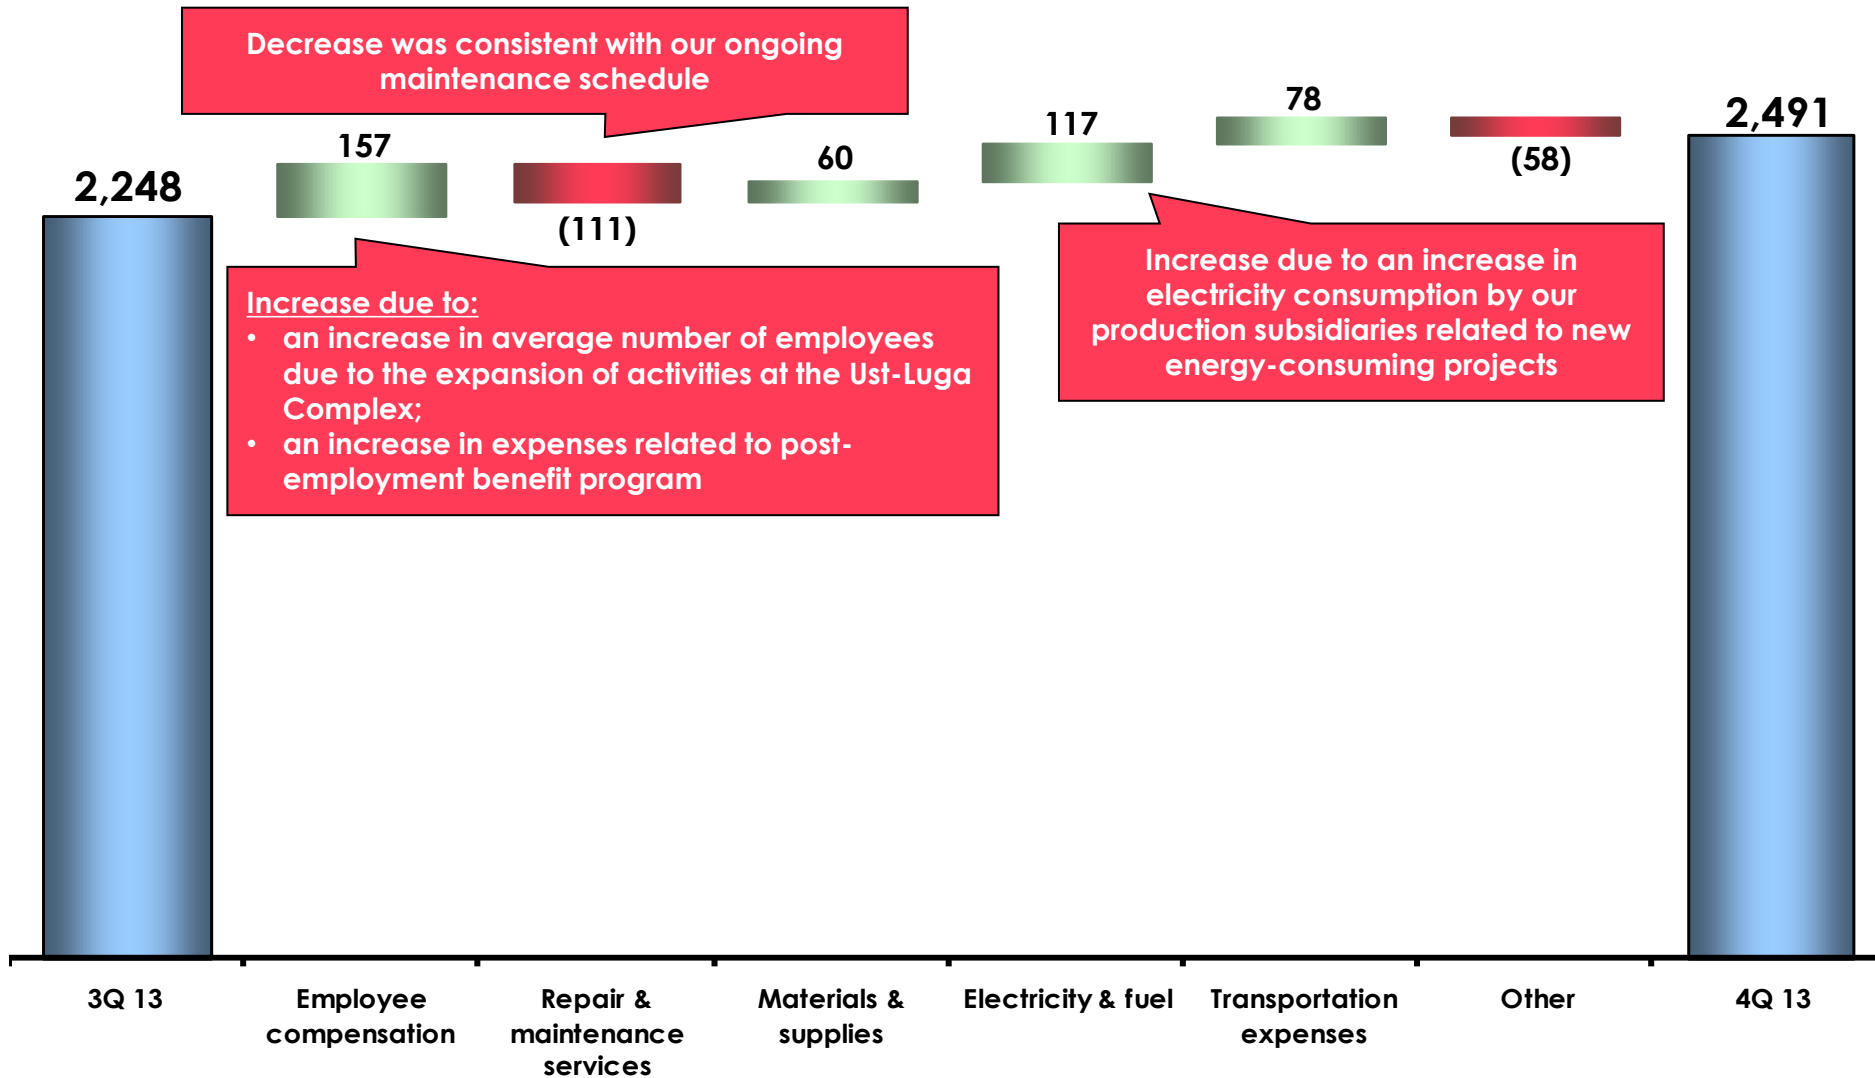 Decrease was consistent with our ongoing
maintenance schedule
2,248
157
(111)
60
117
78
(58)
2,491
Increase due to:
• an increase in average number of employees
due to the expansion of activities at the Ust-Luga
Complex;
• an increase in expenses related to post-
employment benefit program
Increase due to an increase in
electricity consumption by our
production subsidiaries related to new
energy-consuming projects
3Q 13
Employee
compensation
Repair &
maintenance
services
Materials &
supplies
Electricity & fuel
Transportation
expenses
Other
4Q 13